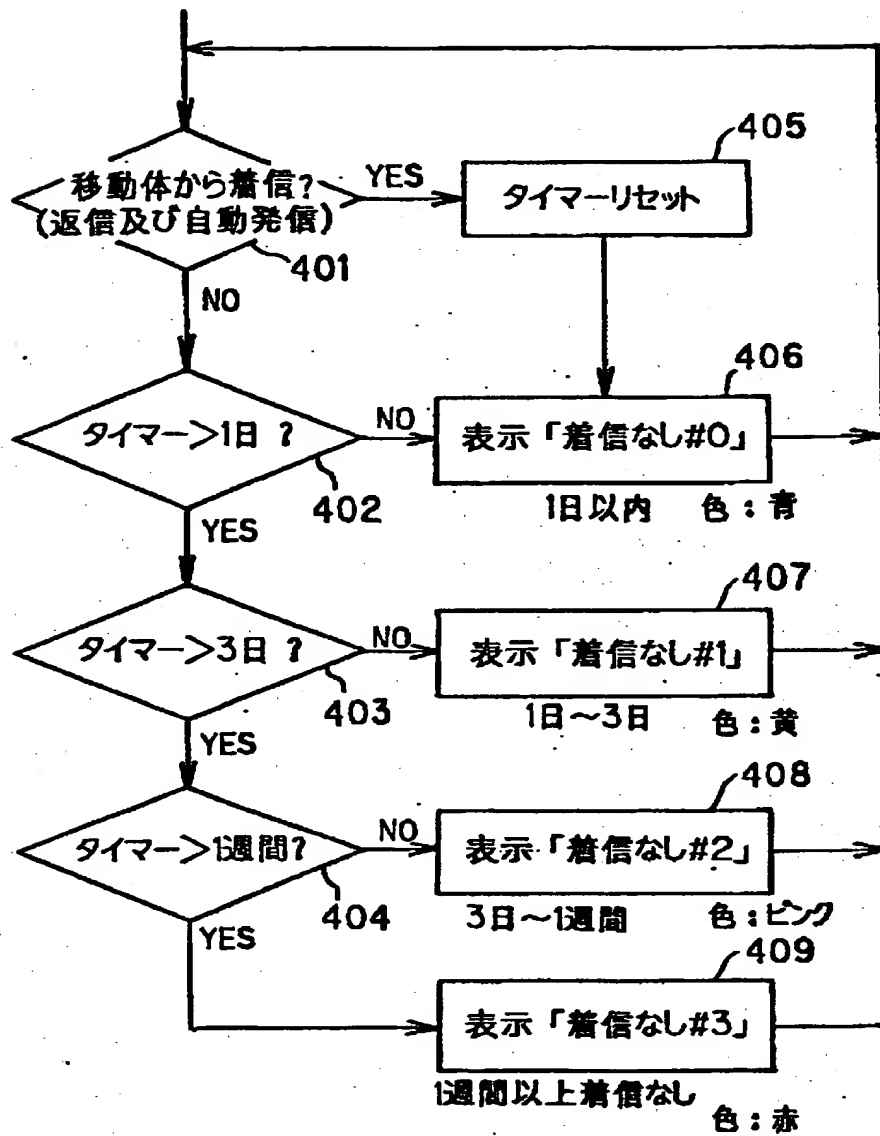 405
移動体から着信?
(返信及び自動発信)
YES
タイマーリセット
401
NO
406
タイマー>1日 ?
NO
表示「着信なし#0」
402
1日以内 色:青
YES
407
タイマー>3日 ?
NO
表示「着信なし#1」
403
1日~3日 色:黄
YES
408
タイマー>1週間?
NO
表示「着信なし#2」
404
3日~1週間 色:ピンク
YES
409
表示「着信なし#3」
1週間以上着信なし
色:赤